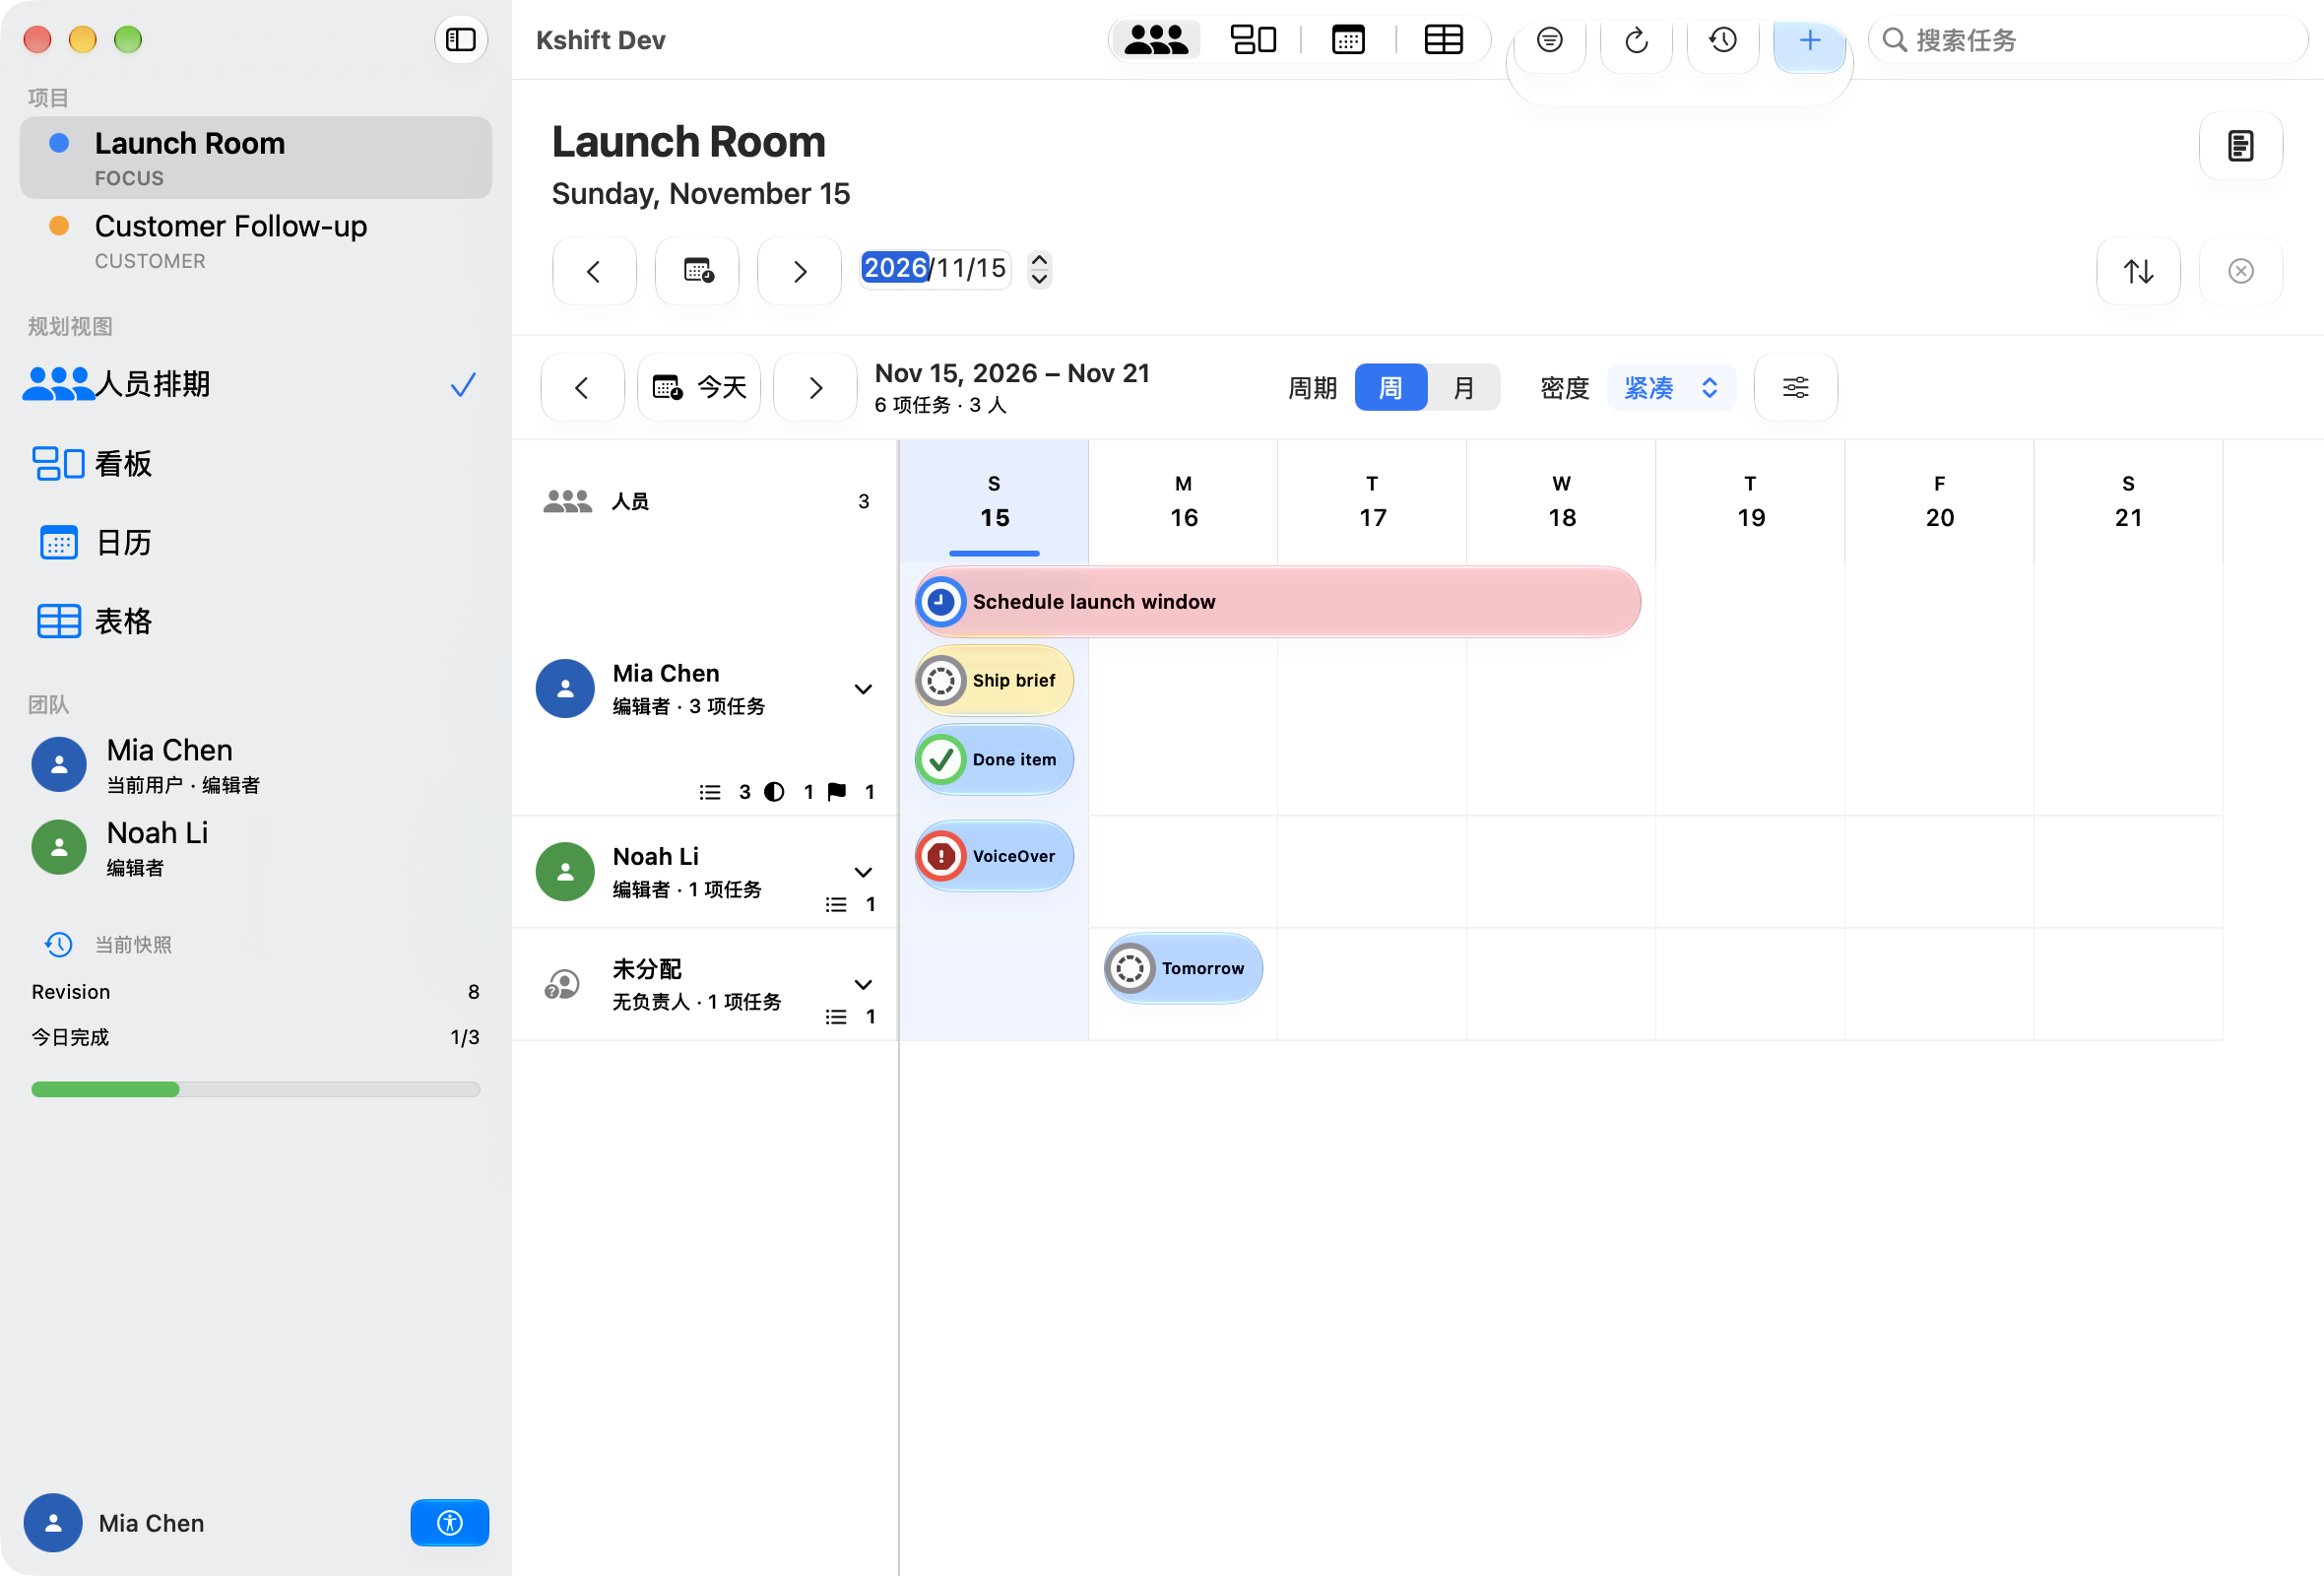 Kshift Dev
搜索任务
项目
Launch Room
FOCUS
Customer Follow-up
CUSTOMER
规划视图
人员排期
看板
日历
表格
团队
Mia Chen
当前用户 · 编辑者
Noah Li
编辑者
当前快照
Revision 8
今日完成 1/3
Mia Chen
Launch Room
Sunday, November 15
2026/11/15
今天
Nov 15, 2026 – Nov 21
6 项任务 · 3 人
周期 周 月
密度 紧凑
人员 3
S M T W T F S
15 16 17 18 19 20 21
Schedule launch window
Mia Chen
编辑者 · 3 项任务
Ship brief
Done item
3 1 1
Noah Li
编辑者 · 1 项任务
1
VoiceOver
未分配
无负责人 · 1 项任务
1
Tomorrow